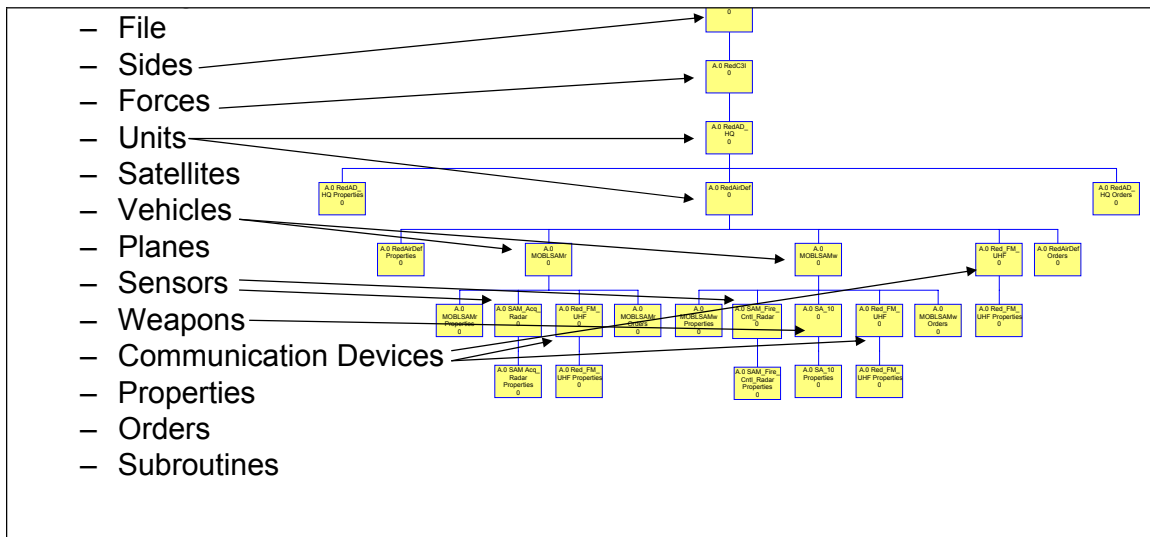 – File
– Sides
– Forces
– Units
– Satellites
– Vehicles
– Planes
– Sensors
– Weapons
– Communication Devices
– Properties
– Orders
– Subroutines
0
A.0 RedC3I
0
A.0 RedAD_
HQ
0
A.0 RedAD_
HQ Properties
0
A.0 RedAirDef
0
A.0 RedAD_
HQ Orders
0
A.0 RedAirDef
Properties
0
A.0
MOBLSAMr
0
A.0
MOBLSAMw
0
A.0 Red_FM_
UHF
0
A.0 RedAirDef
Orders
0
A.0
MOBLSAMr
Properties
0
A.0 SAM_Acq_
Radar
0
A.0 Red_FM_
UHF
0
A.0
MOBLSAMr
Orders
0
A.0
MOBLSAMw
Properties
0
A.0 SAM_Fire_
Cntl_Radar
0
A.0 SA_10
0
A.0 Red_FM_
UHF
0
A.0
MOBLSAMw
Orders
0
A.0 Red_FM_
UHF Properties
0
A.0 SAM Acq_
Radar
Properties
0
A.0 Red_FM_
UHF Properties
0
A.0 SAM_Fire_
Cntl_Radar
Properties
0
A.0 SA_10
Properties
0
A.0 Red_FM_
UHF Properties
0